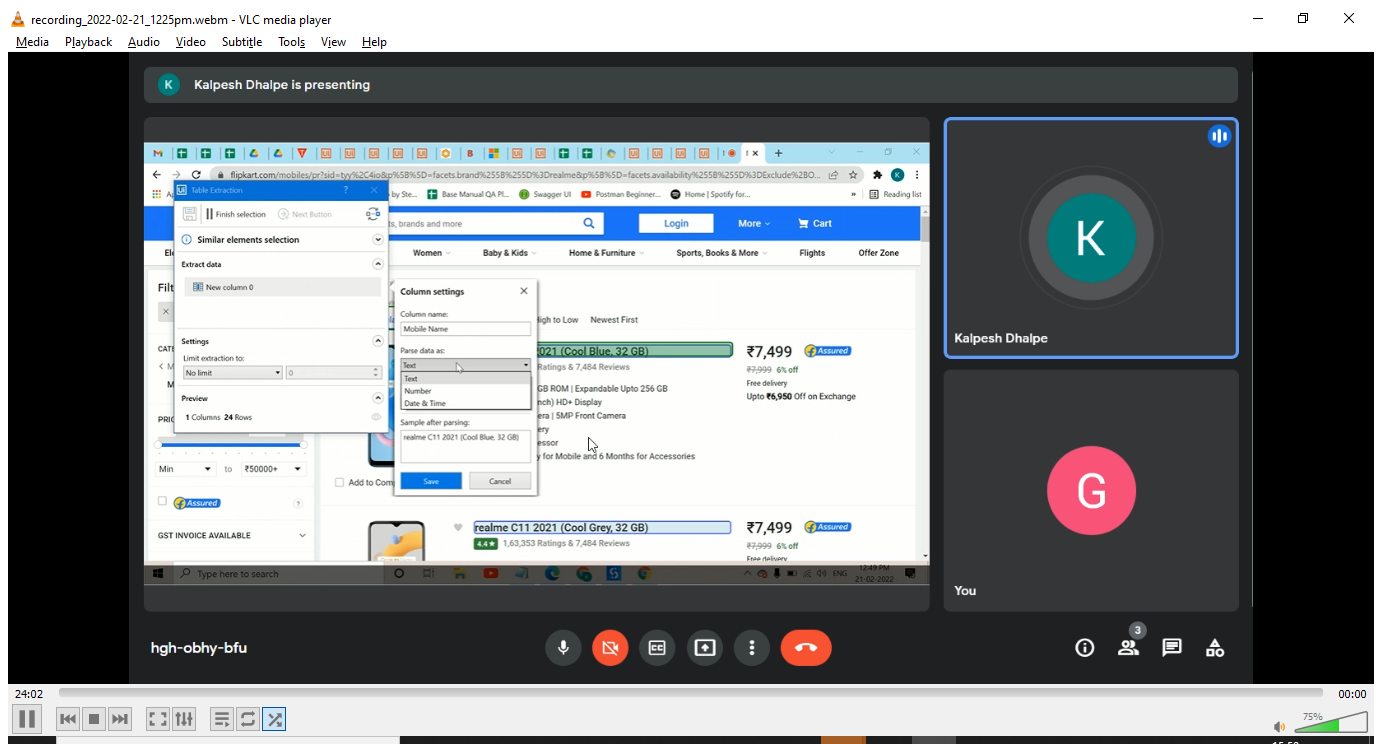 recording_2022-02-21_1225pm.webm - VLC media player
Media Playback Audio Video Subtitle Tools View Help
K Kalpesh Dhalpe is presenting
flipkart.com/mobiles/pr?sid=tyy%2C4io&p%5B%5D=facets.brand%255B%255D%3Drealme&p%5B%5D=facets.availability%255B%255D%3DExclude%2BO...
by Ste... Base Manual QA Pl... Swagger UI Postman Beginner... Home | Spotify for... » Reading list
Table Extraction ?
Finish selection Next Button
Similar elements selection
Extract data
New column 0
Settings
Limit extraction to:
No limit 0
Preview
1 Columns 24 Rows
ts, brands and more Login More Cart
Women Baby & Kids Home & Furniture Sports, Books & More Flights Offer Zone
Filt
CATE
PRIC
Min to ₹50000+
Assured ?
GST INVOICE AVAILABLE
High to Low Newest First
Column settings
Column name:
Mobile Name
Parse data as:
Text
Text
Number
Date & Time
Sample after parsing:
realme C11 2021 (Cool Blue, 32 GB)
Save Cancel
2021 (Cool Blue, 32 GB)
Ratings & 7,484 Reviews
GB ROM | Expandable Upto 256 GB
nch) HD+ Display
era | 5MP Front Camera
ery
essor
y for Mobile and 6 Months for Accessories
₹7,499 Assured
₹7,999 6% off
Free delivery
Upto ₹6,950 Off on Exchange
Add to Com
realme C11 2021 (Cool Grey, 32 GB)
4.4★ 1,63,353 Ratings & 7,484 Reviews
₹7,499 Assured
₹7,999 6% off
Free delivery
Type here to search
ENG 12:49 PM
21-02-2022
K
Kalpesh Dhalpe
G
You
hgh-obhy-bfu
3
24:02 00:00
75%